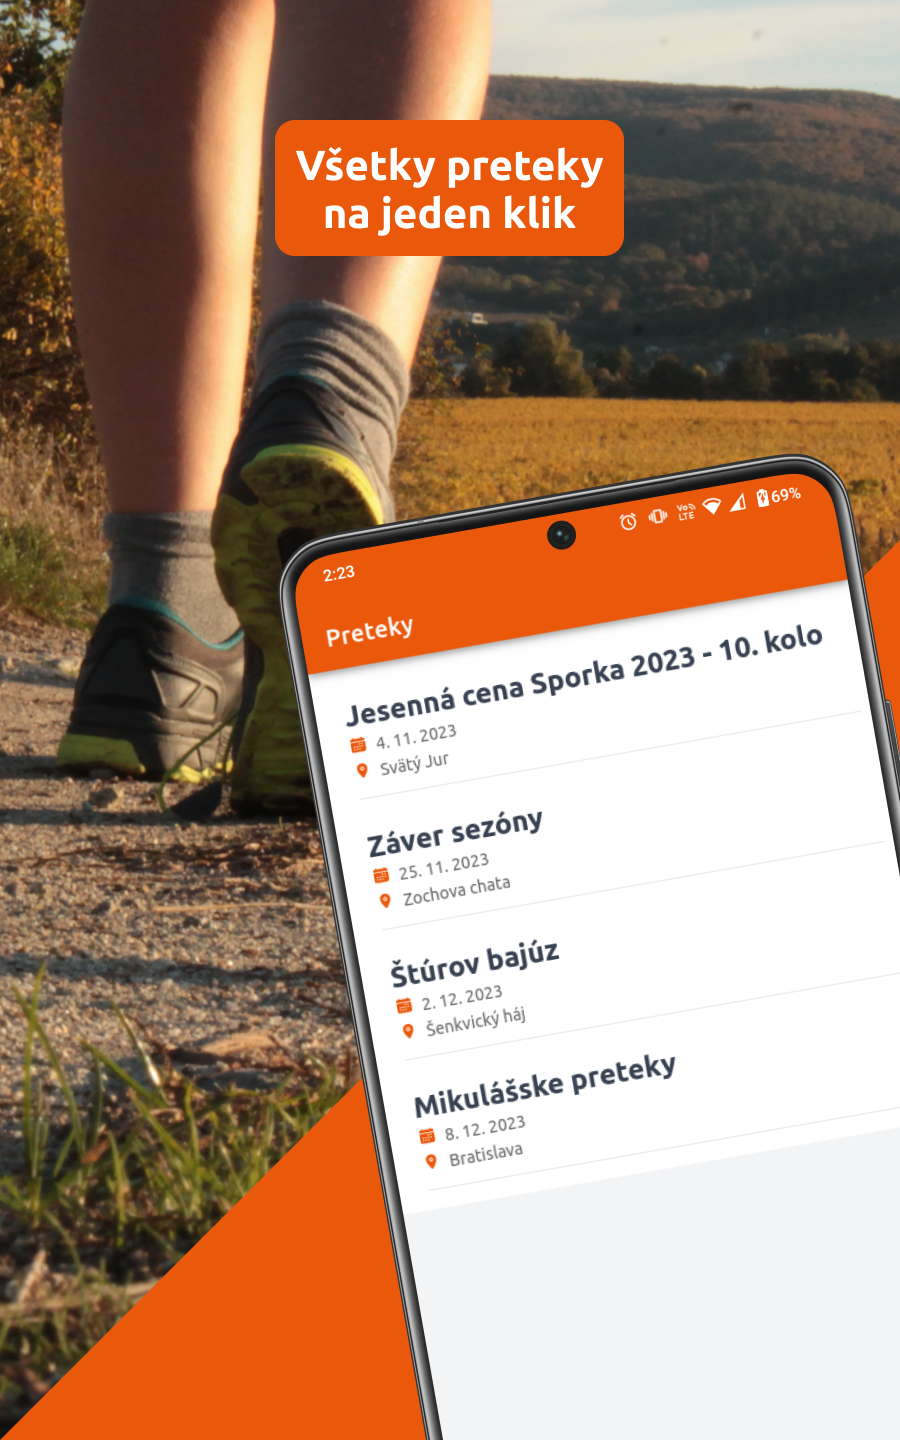 Všetky preteky
na jeden klik
2:23
Vo LTE
69%
Preteky
Jesenná cena Sporka 2023 - 10. kolo
4. 11. 2023
Svätý Jur
Záver sezóny
25. 11. 2023
Zochova chata
Štúrov bajúz
2. 12. 2023
Šenkvický háj
Mikulášske preteky
8. 12. 2023
Bratislava